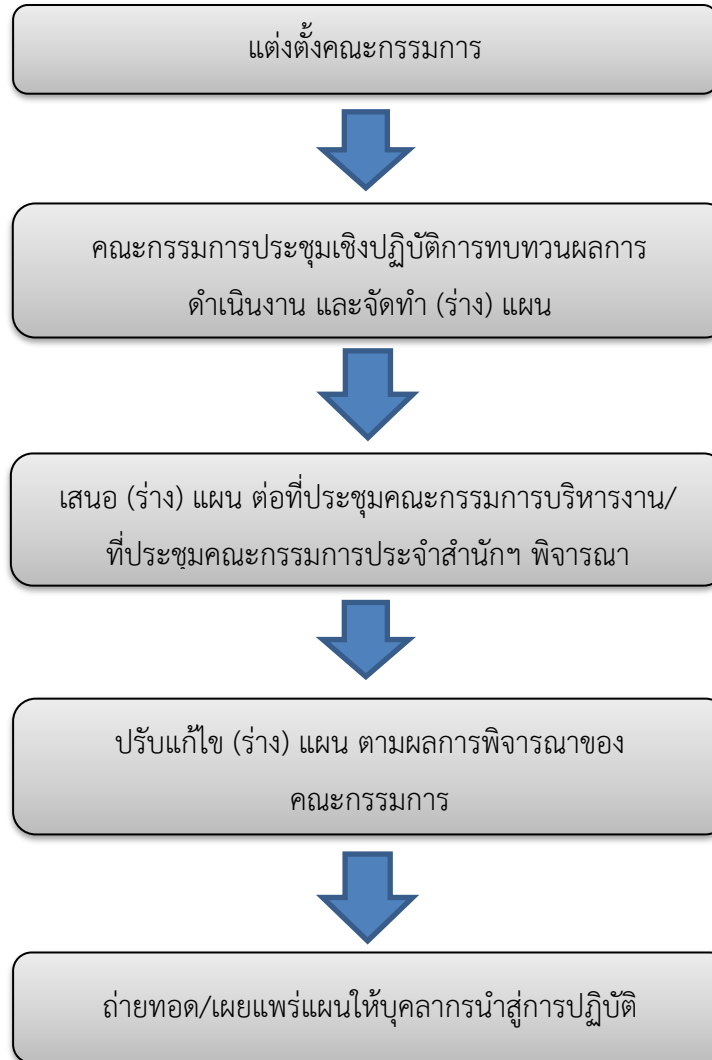 แต่งตั้งคณะกรรมการ
คณะกรรมการประชุมเชิงปฏิบัติการทบทวนผลการ
ดำเนินงาน และจัดทำ (ร่าง) แผน
เสนอ (ร่าง) แผน ต่อที่ประชุมคณะกรรมการบริหารงาน/
ที่ประชุมคณะกรรมการประจำสำนักฯ พิจารณา
ปรับแก้ไข (ร่าง) แผน ตามผลการพิจารณาของ
คณะกรรมการ
ถ่ายทอด/เผยแพร่แผนให้บุคลากรนำสู่การปฏิบัติ